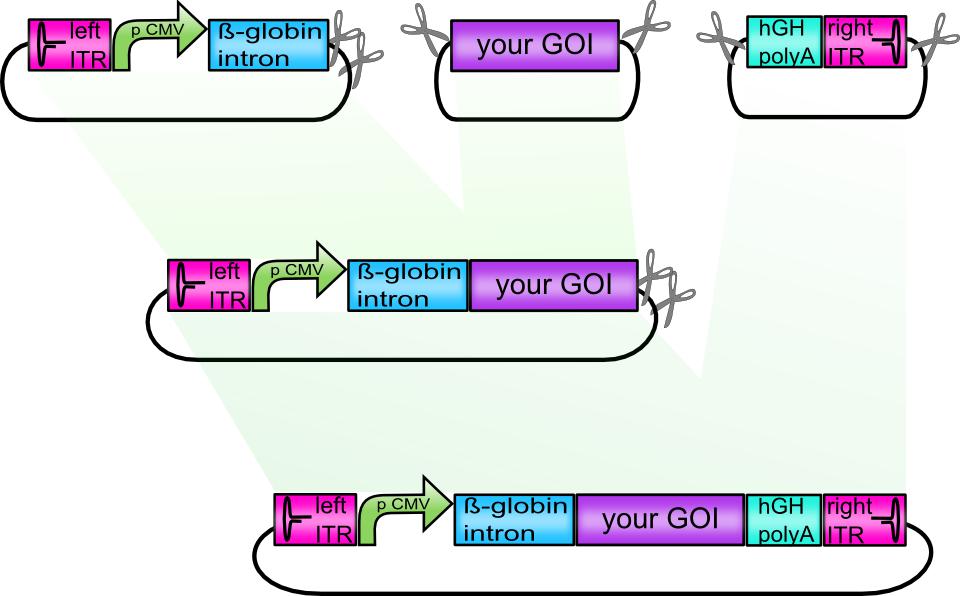 left
ITR
p CMV
ß-globin
intron
your GOI
hGH
polyA
right
ITR
left
ITR
p CMV
ß-globin
intron
your GOI
left
ITR
p CMV
ß-globin
intron
your GOI
hGH
polyA
right
ITR